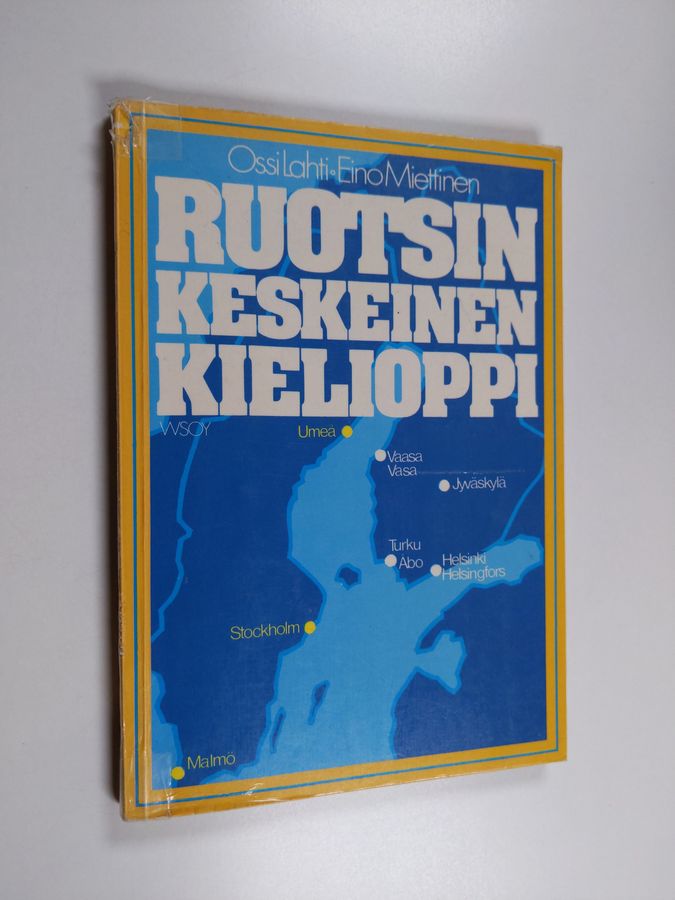 Ossi Lahti • Eino Miettinen
RUOTSIN
KESKEINEN
KIELIOPPI
WSOY
Umeå
Vaasa
Vasa
Jyväskylä
Turku
Åbo
Helsinki
Helsingfors
Stockholm
Malmö